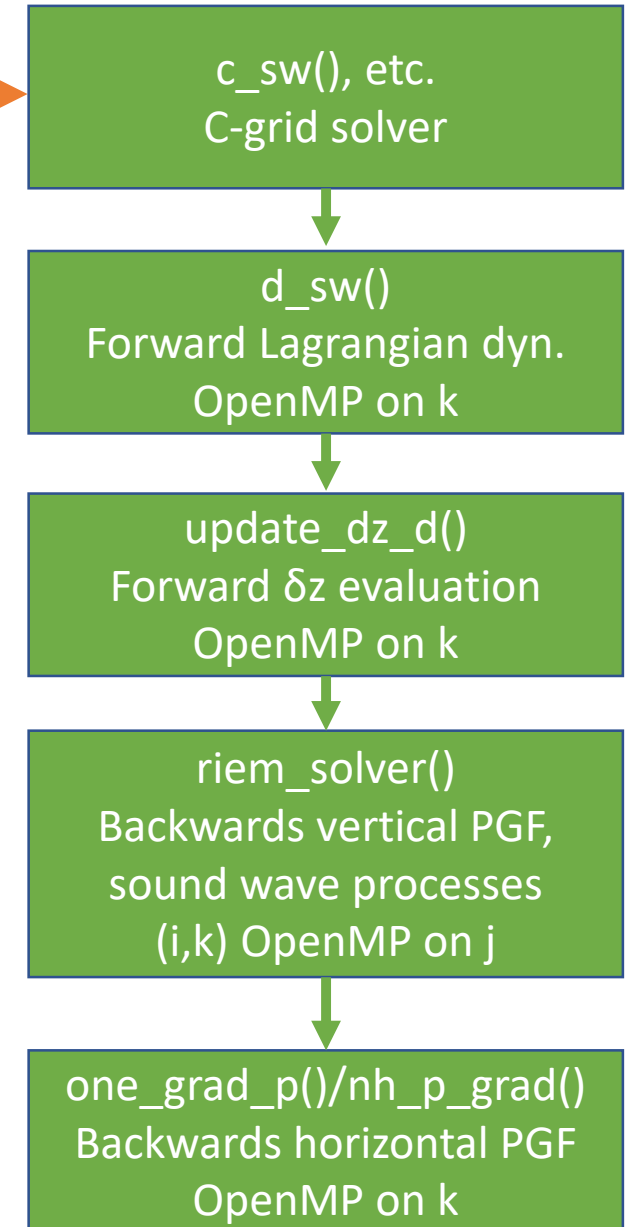 c_sw(), etc.
C-grid solver
d_sw()
Forward Lagrangian dyn.
OpenMP on k
update_dz_d()
Forward δz evaluation
OpenMP on k
riem_solver()
Backwards vertical PGF,
sound wave processes
(i,k) OpenMP on j
one_grad_p()/nh_p_grad()
Backwards horizontal PGF
OpenMP on k